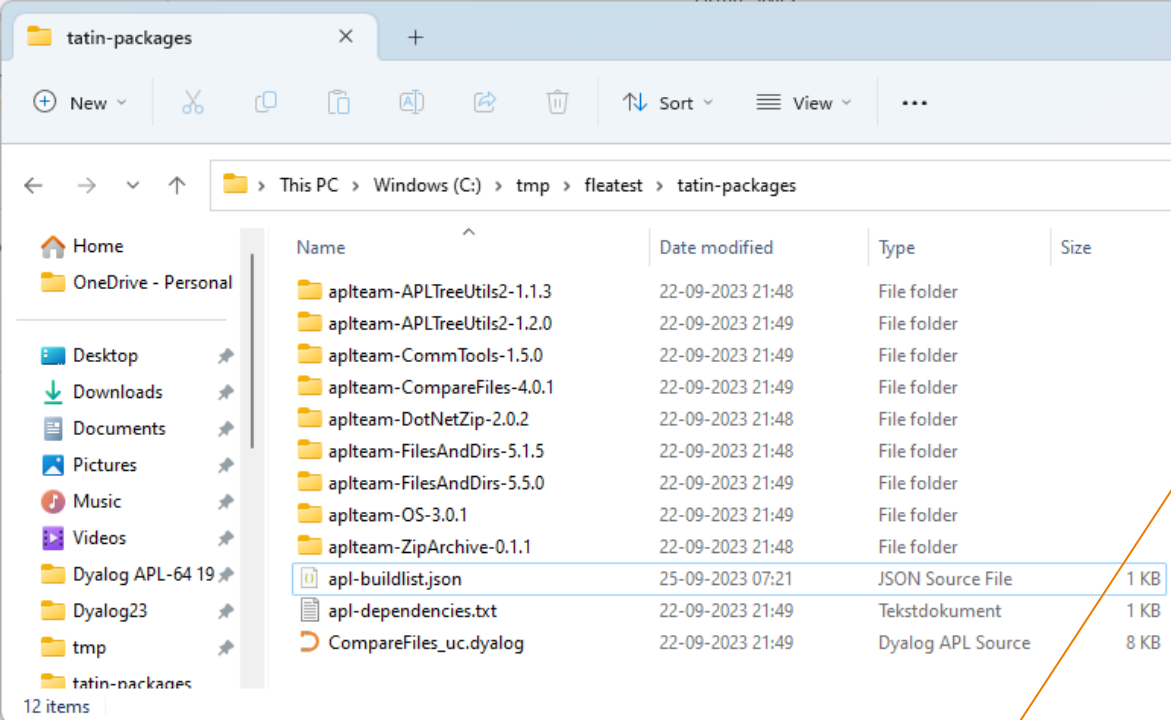 tatin-packages
New
Sort
View
This PC > Windows (C:) > tmp > fleatest > tatin-packages
Home
OneDrive - Personal
Desktop
Downloads
Documents
Pictures
Music
Videos
Dyalog APL-64 19
Dyalog23
tmp
tatin-packages
Name Date modified Type Size
aplteam-APLTreeUtils2-1.1.3 22-09-2023 21:48 File folder
aplteam-APLTreeUtils2-1.2.0 22-09-2023 21:49 File folder
aplteam-CommTools-1.5.0 22-09-2023 21:49 File folder
aplteam-CompareFiles-4.0.1 22-09-2023 21:49 File folder
aplteam-DotNetZip-2.0.2 22-09-2023 21:48 File folder
aplteam-FilesAndDirs-5.1.5 22-09-2023 21:48 File folder
aplteam-FilesAndDirs-5.5.0 22-09-2023 21:49 File folder
aplteam-OS-3.0.1 22-09-2023 21:49 File folder
aplteam-ZipArchive-0.1.1 22-09-2023 21:48 File folder
apl-buildlist.json 25-09-2023 07:21 JSON Source File 1 KB
apl-dependencies.txt 22-09-2023 21:49 Tekstdokument 1 KB
CompareFiles_uc.dyalog 22-09-2023 21:49 Dyalog APL Source 8 KB
12 items